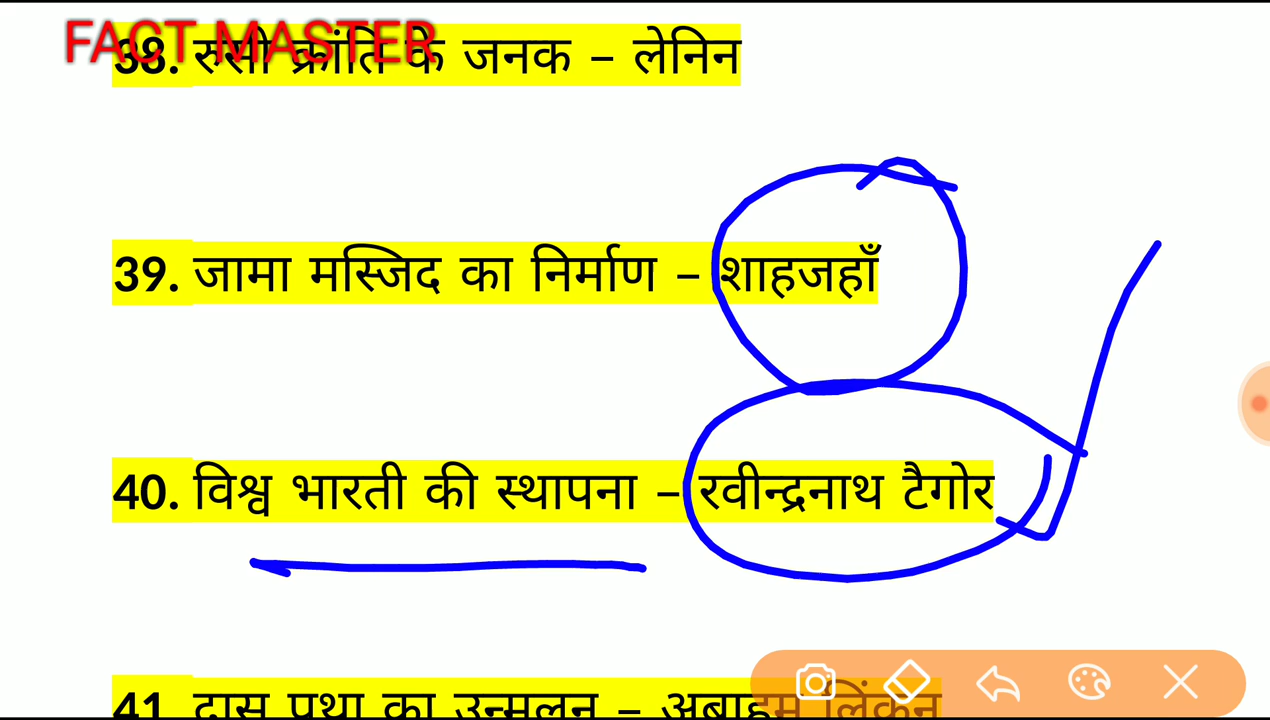 FACT MASTER
38. रुसी क्रांति के जनक – लेनिन
39. जामा मस्जिद का निर्माण – शाहजहाँ
40. विश्व भारती की स्थापना – रवीन्द्रनाथ टैगोर
41. दास प्रथा का उन्मूलन – अब्राहम लिंकन